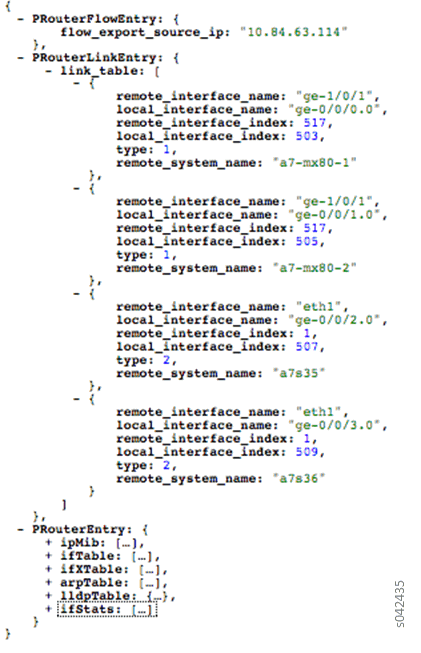 {
- PRouterFlowEntry: {
flow_export_source_ip: "10.84.63.114"
},
- PRouterLinkEntry: {
- link_table: [
- {
remote_interface_name: "ge-1/0/1",
local_interface_name: "ge-0/0/0.0",
remote_interface_index: 517,
local_interface_index: 503,
type: 1,
remote_system_name: "a7-mx80-1"
},
- {
remote_interface_name: "ge-1/0/1",
local_interface_name: "ge-0/0/1.0",
remote_interface_index: 517,
local_interface_index: 505,
type: 1,
remote_system_name: "a7-mx80-2"
},
- {
remote_interface_name: "eth1",
local_interface_name: "ge-0/0/2.0",
remote_interface_index: 1,
local_interface_index: 507,
type: 2,
remote_system_name: "a7s35"
},
- {
remote_interface_name: "eth1",
local_interface_name: "ge-0/0/3.0",
remote_interface_index: 1,
local_interface_index: 509,
type: 2,
remote_system_name: "a7s36"
}
]
},
- PRouterEntry: {
+ ipMib: […],
+ ifTable: […],
+ ifXTable: […],
+ arpTable: […],
+ lldpTable: {…},
+ ifStats: […]
}
}
s042435